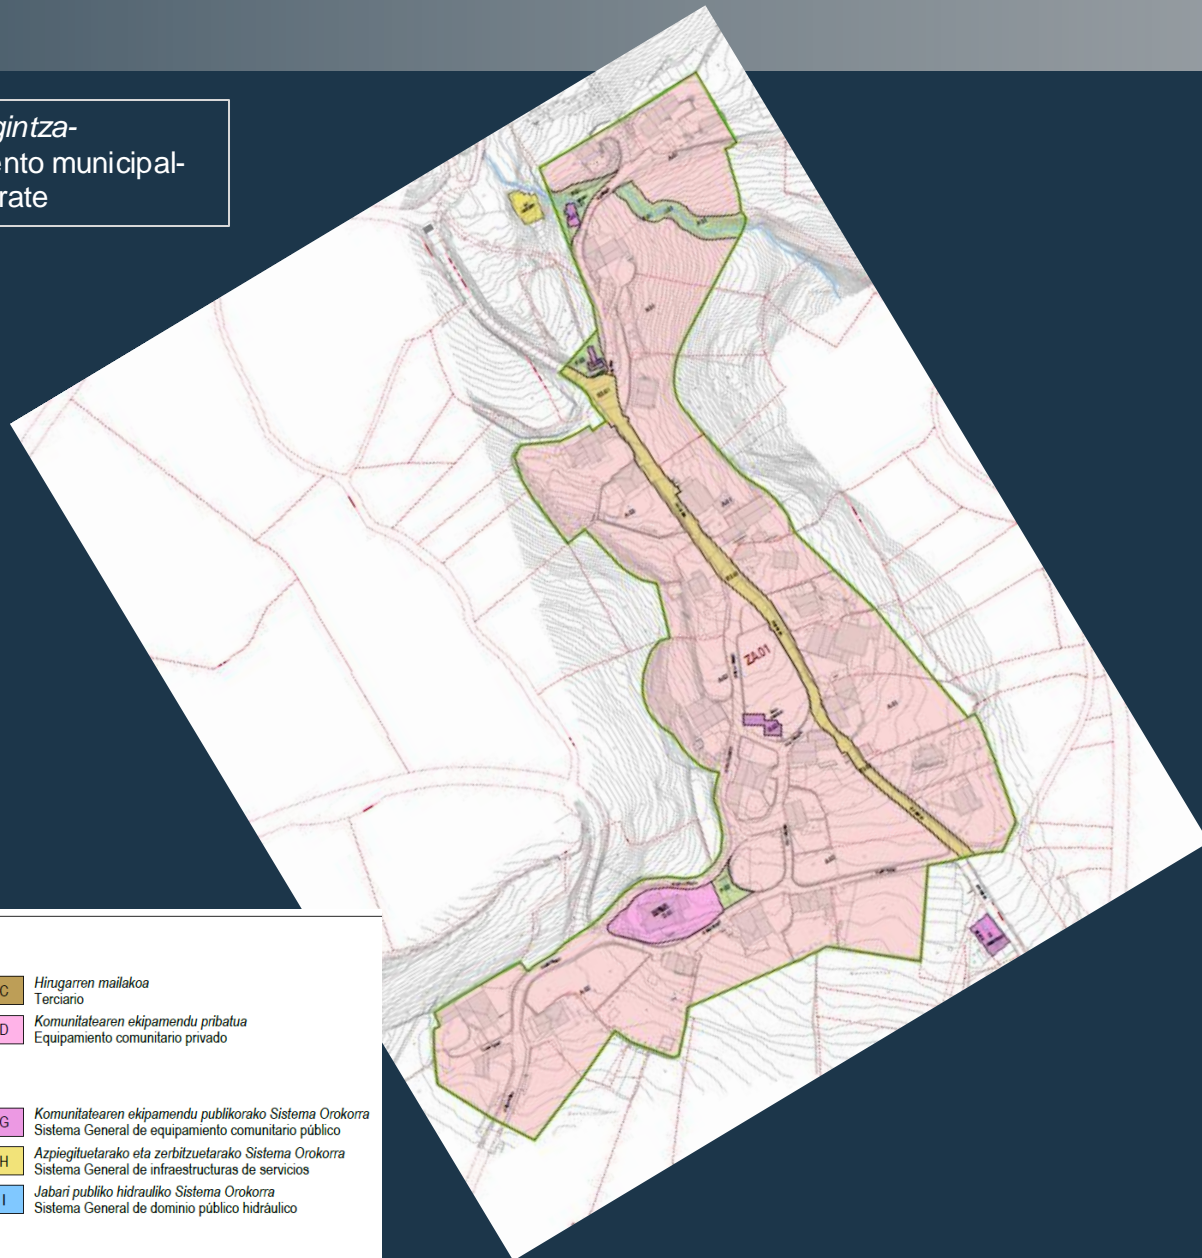 gintza-
ento municipal-
rate
ZA.01
C
Hirugarren mailakoa
Terciario
D
Komunitatearen ekipamendu pribatua
Equipamiento comunitario privado
G
Komunitatearen ekipamendu publikorako Sistema Orokorra
Sistema General de equipamiento comunitario público
H
Azpiegituetarako eta zerbitzuetarako Sistema Orokorra
Sistema General de infraestructuras de servicios
I
Jabari publiko hidrauliko Sistema Orokorra
Sistema General de dominio público hidráulico